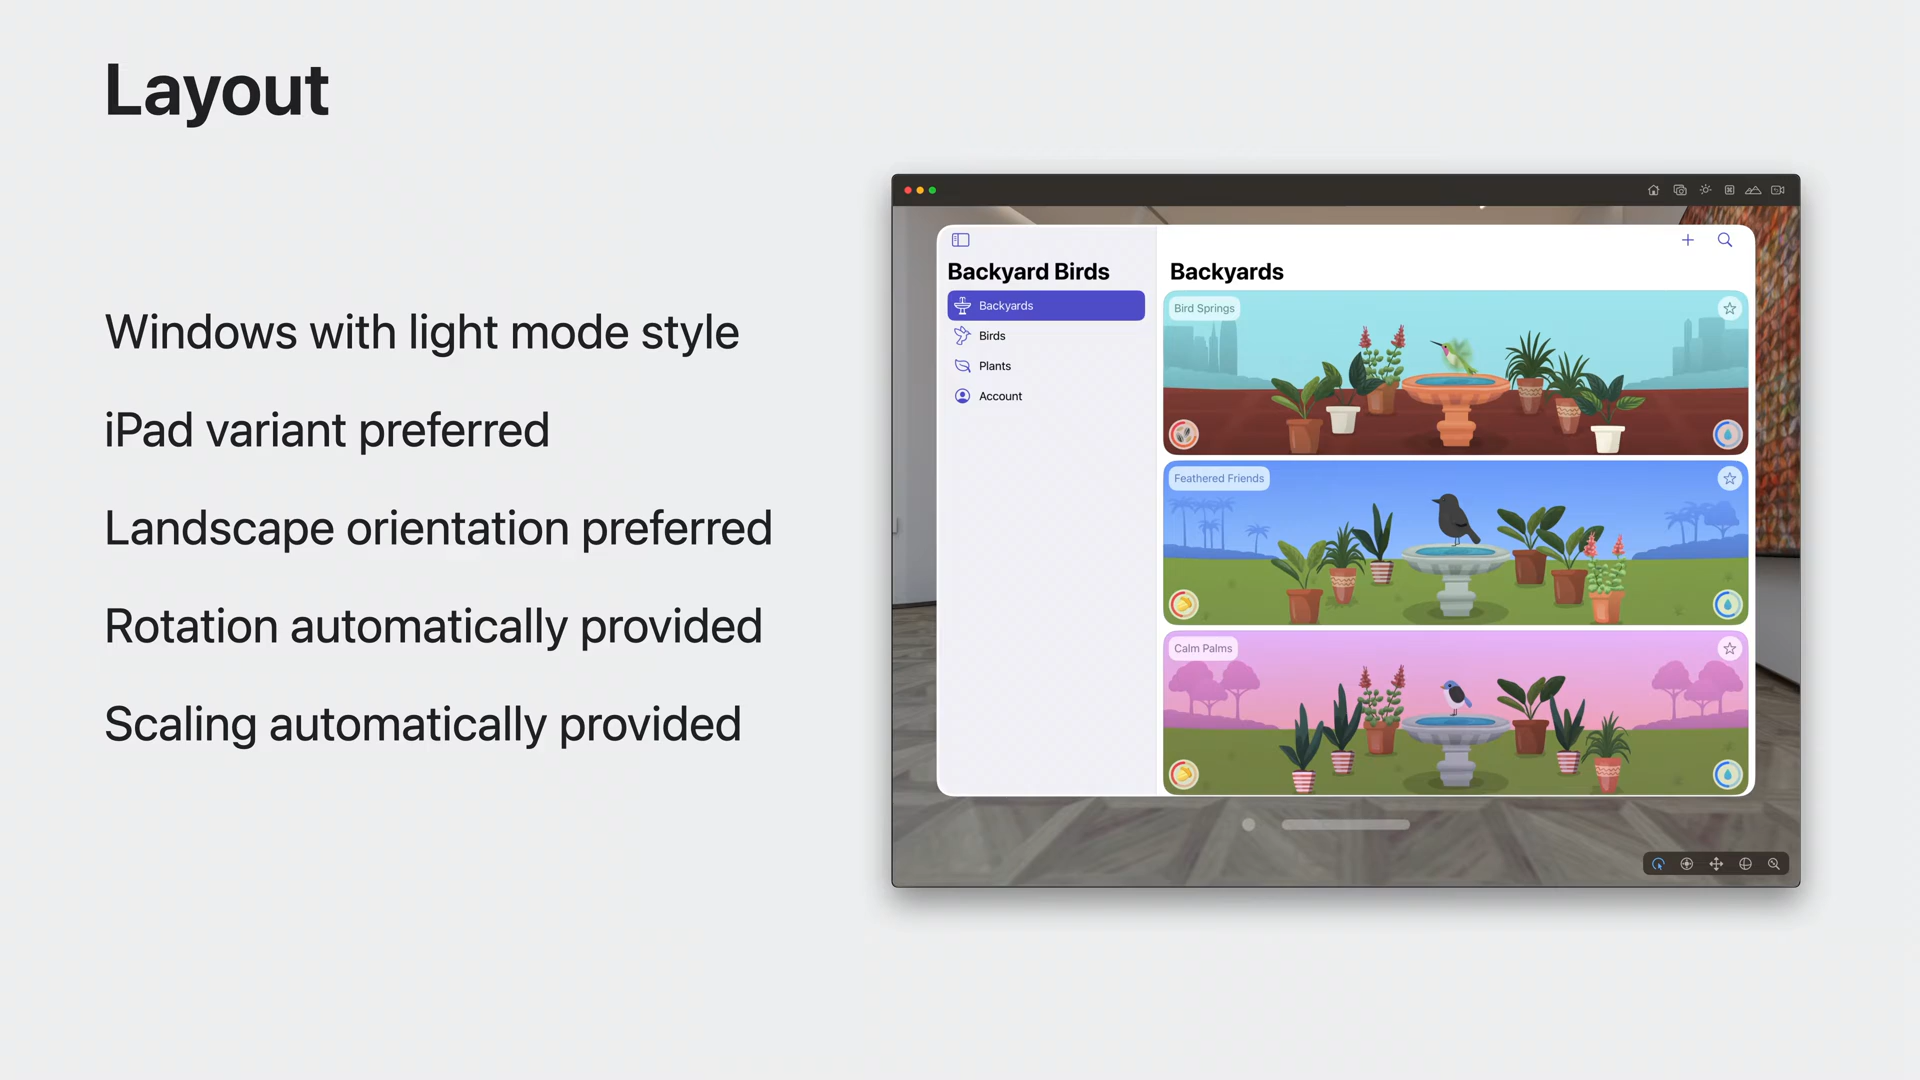 Layout
Windows with light mode style
iPad variant preferred
Landscape orientation preferred
Rotation automatically provided
Scaling automatically provided
Backyard Birds
Backyards
Birds
Plants
Account
Backyards
Bird Springs
Feathered Friends
Calm Palms